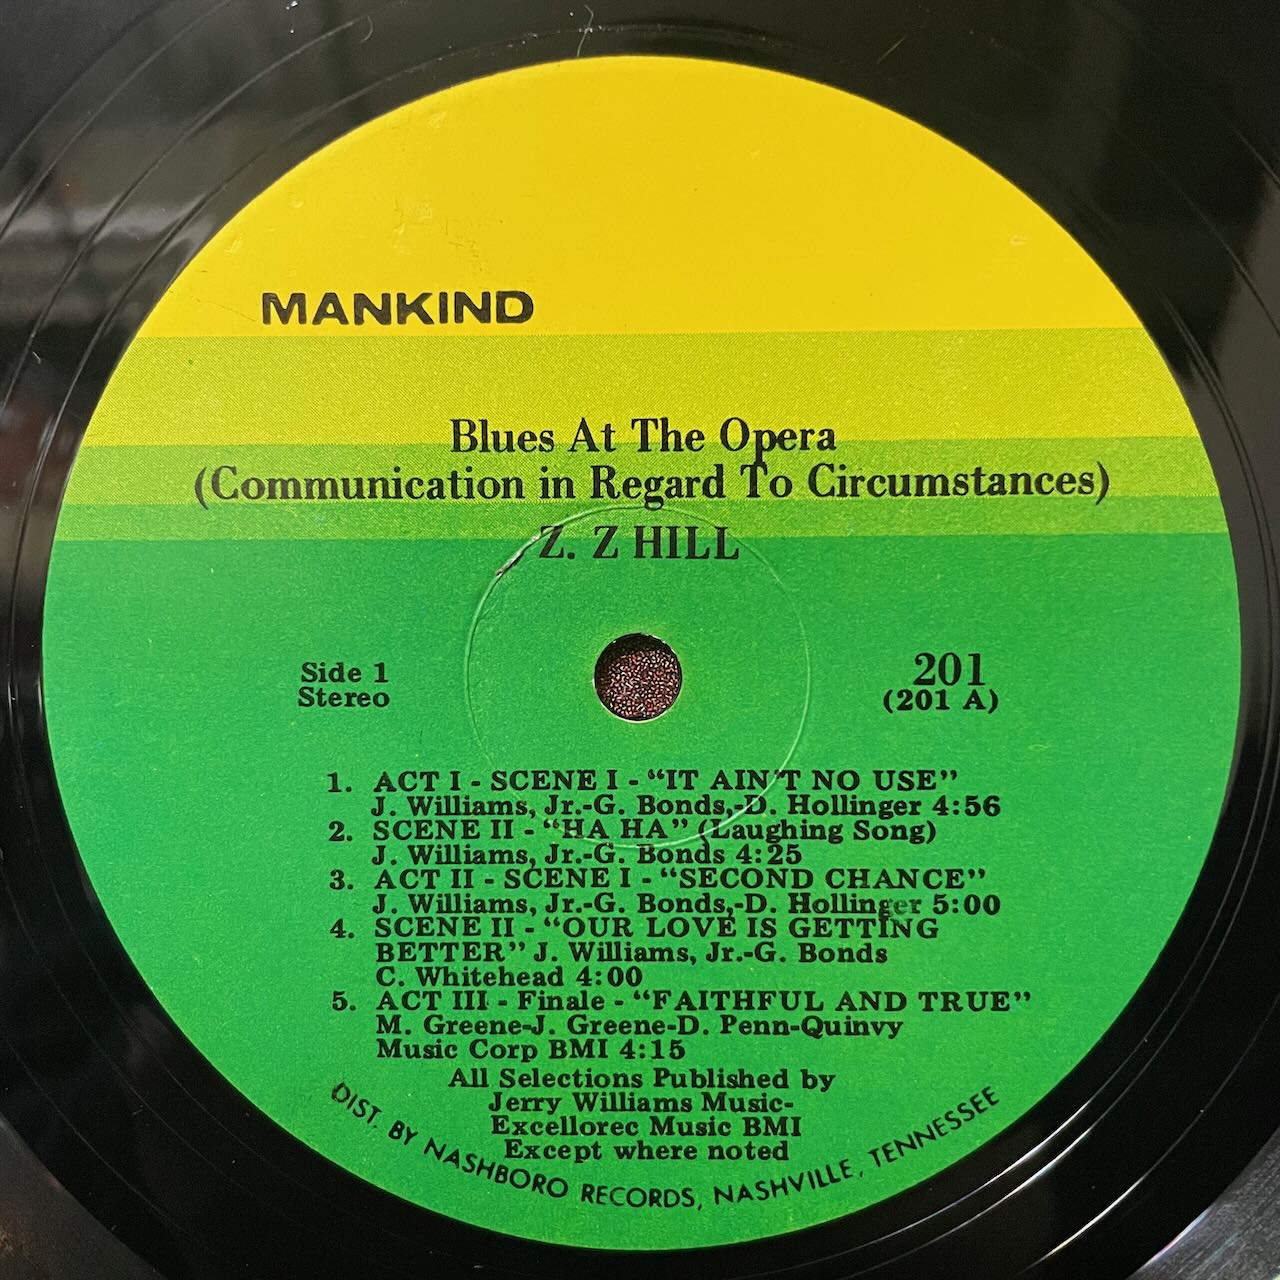 MANKIND
Blues At The Opera
(Communication in Regard To Circumstances)
Z. Z HILL
Side 1
Stereo
201
(201 A)
1. ACT I - SCENE I - “IT AIN'T NO USE”
J. Williams, Jr.-G. Bonds,-D. Hollinger 4:56
2. SCENE II - “HA HA” (Laughing Song)
J. Williams, Jr.-G. Bonds 4:25
3. ACT II - SCENE I - “SECOND CHANCE”
J. Williams, Jr.-G. Bonds,-D. Hollinger 5:00
4. SCENE II - “OUR LOVE IS GETTING
BETTER” J. Williams, Jr.-G. Bonds
C. Whitehead 4:00
5. ACT III - Finale - “FAITHFUL AND TRUE”
M. Greene-J. Greene-D. Penn-Quinvy
Music Corp BMI 4:15
All Selections Published by
Jerry Williams Music-
Excellorec Music BMI
Except where noted
DIST. BY NASHBORO RECORDS, NASHVILLE, TENNESSEE